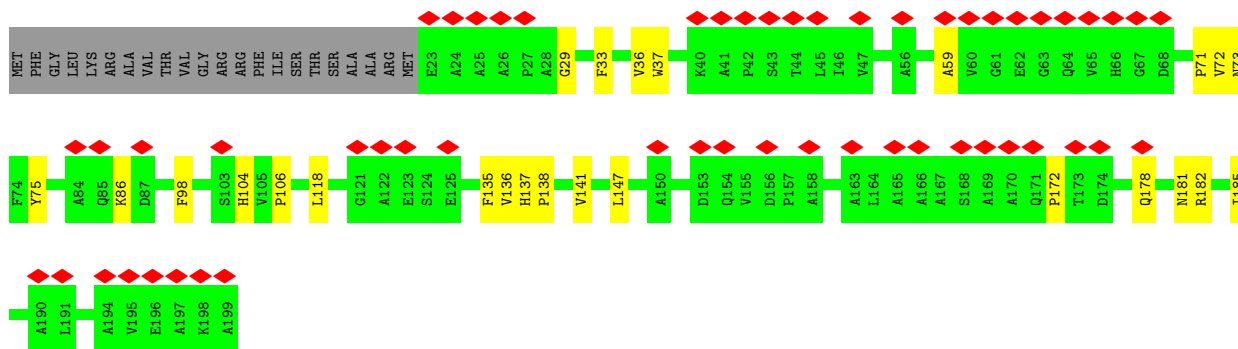 MET PHE GLY LEU LYS ARG ALA VAL THR VAL GLY ARG ARG PHE ILE SER THR SER ALA ALA ARG MET E23 A24 A25 A26 P27 A28 G29 F33 V36 W37 K40 A41 P42 S43 T44 L45 I46 V47 A56 A59 V60 G61 E62 G63 Q64 V65 H66 G67 D68 P71 V72 N73
F74 Y75 A84 Q85 K86 D87 F98 S103 H104 V105 P106 L118 G121 A122 E123 S124 E125 F135 V136 H137 P138 V141 L147 A150 D153 Q154 V155 D156 P157 A158 A163 L164 A165 A166 A167 S168 A169 A170 Q171 P172 T173 D174 Q178 N181 R182 I185
A190 L191 A194 V195 E196 A197 K198 A199